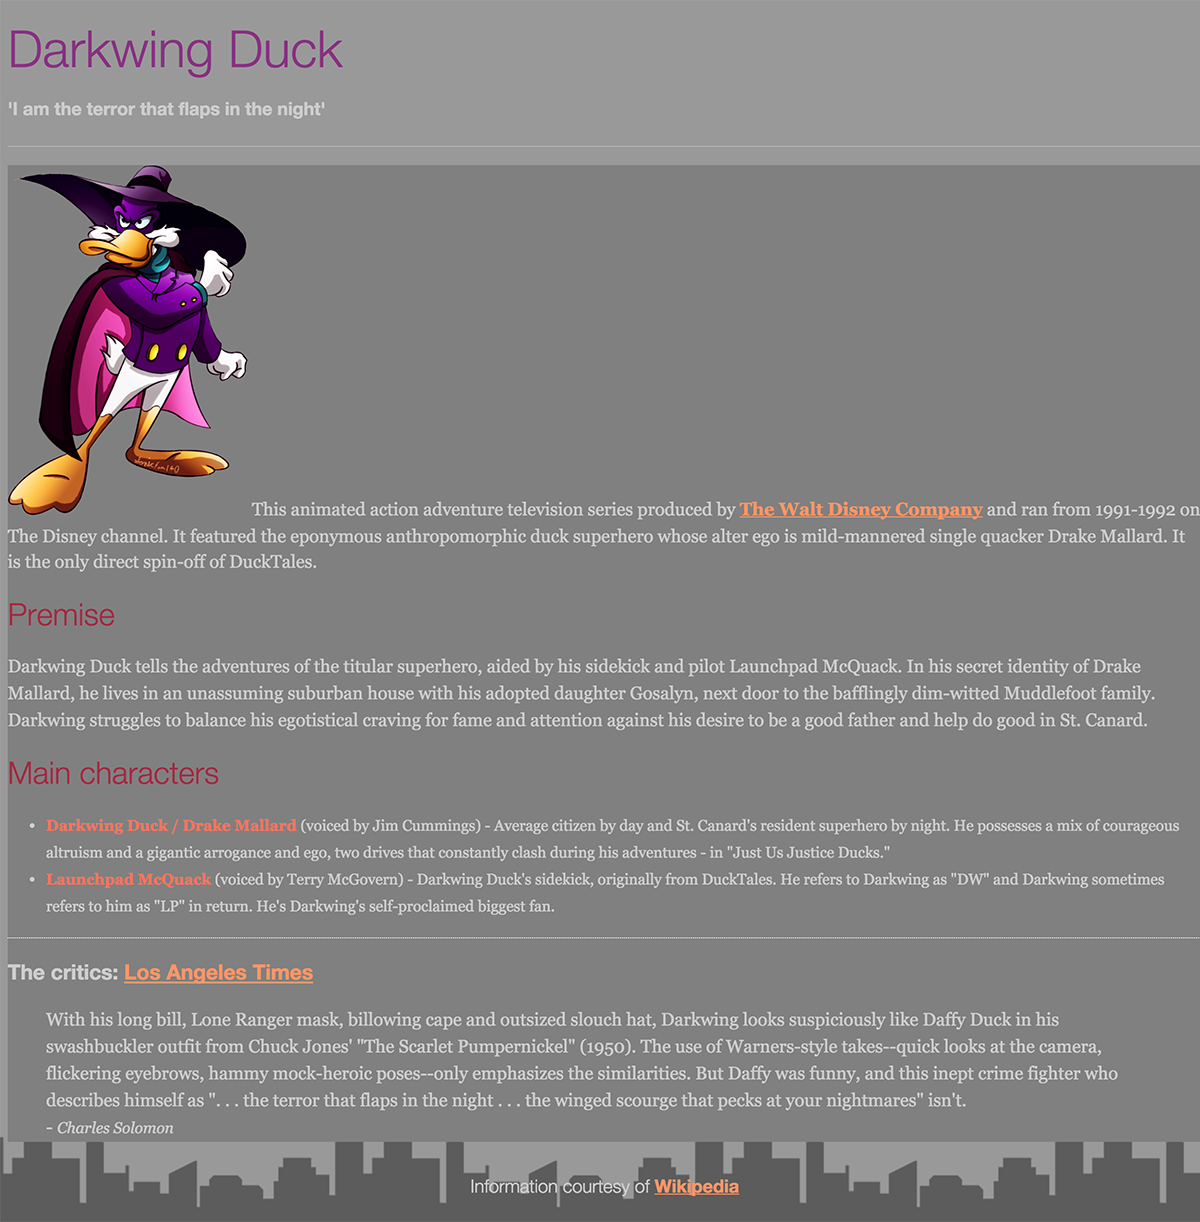 Darkwing Duck
'I am the terror that flaps in the night'
This animated action adventure television series produced by The Walt Disney Company and ran from 1991-1992 on
The Disney channel. It featured the eponymous anthropomorphic duck superhero whose alter ego is mild-mannered single quacker Drake Mallard. It
is the only direct spin-off of DuckTales.
Premise
Darkwing Duck tells the adventures of the titular superhero, aided by his sidekick and pilot Launchpad McQuack. In his secret identity of Drake
Mallard, he lives in an unassuming suburban house with his adopted daughter Gosalyn, next door to the bafflingly dim-witted Muddlefoot family.
Darkwing struggles to balance his egotistical craving for fame and attention against his desire to be a good father and help do good in St. Canard.
Main characters
• Darkwing Duck / Drake Mallard (voiced by Jim Cummings) - Average citizen by day and St. Canard's resident superhero by night. He possesses a mix of courageous
altruism and a gigantic arrogance and ego, two drives that constantly clash during his adventures - in "Just Us Justice Ducks."
• Launchpad McQuack (voiced by Terry McGovern) - Darkwing Duck's sidekick, originally from DuckTales. He refers to Darkwing as "DW" and Darkwing sometimes
refers to him as "LP" in return. He's Darkwing's self-proclaimed biggest fan.
The critics: Los Angeles Times
With his long bill, Lone Ranger mask, billowing cape and outsized slouch hat, Darkwing looks suspiciously like Daffy Duck in his
swashbuckler outfit from Chuck Jones' "The Scarlet Pumpernickel" (1950). The use of Warners-style takes--quick looks at the camera,
flickering eyebrows, hammy mock-heroic poses--only emphasizes the similarities. But Daffy was funny, and this inept crime fighter who
describes himself as ". . . the terror that flaps in the night . . . the winged scourge that pecks at your nightmares" isn't.
- Charles Solomon
Information courtesy of Wikipedia